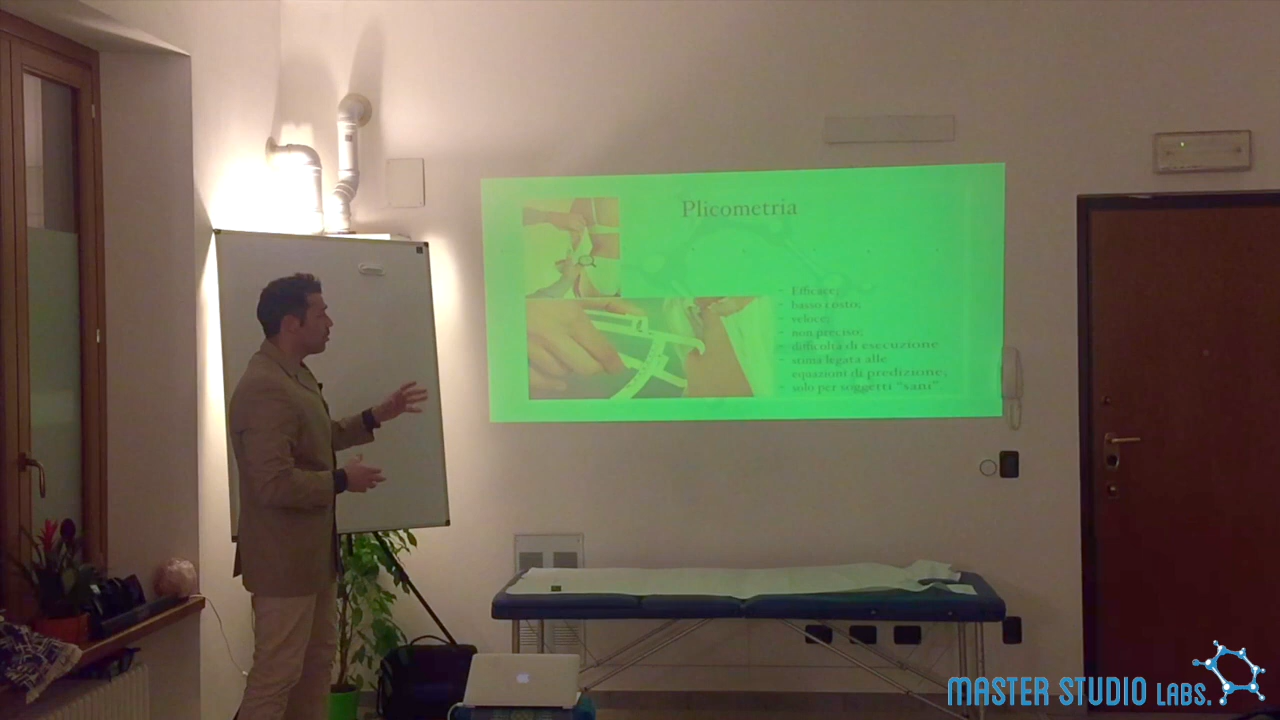 Plicometria
- Efficace;
- basso costo;
- veloce;
- non preciso;
- difficoltà di esecuzione
- stima legata alle
equazioni di predizione;
- solo per soggetti "sani".
MASTER STUDIO LABS.